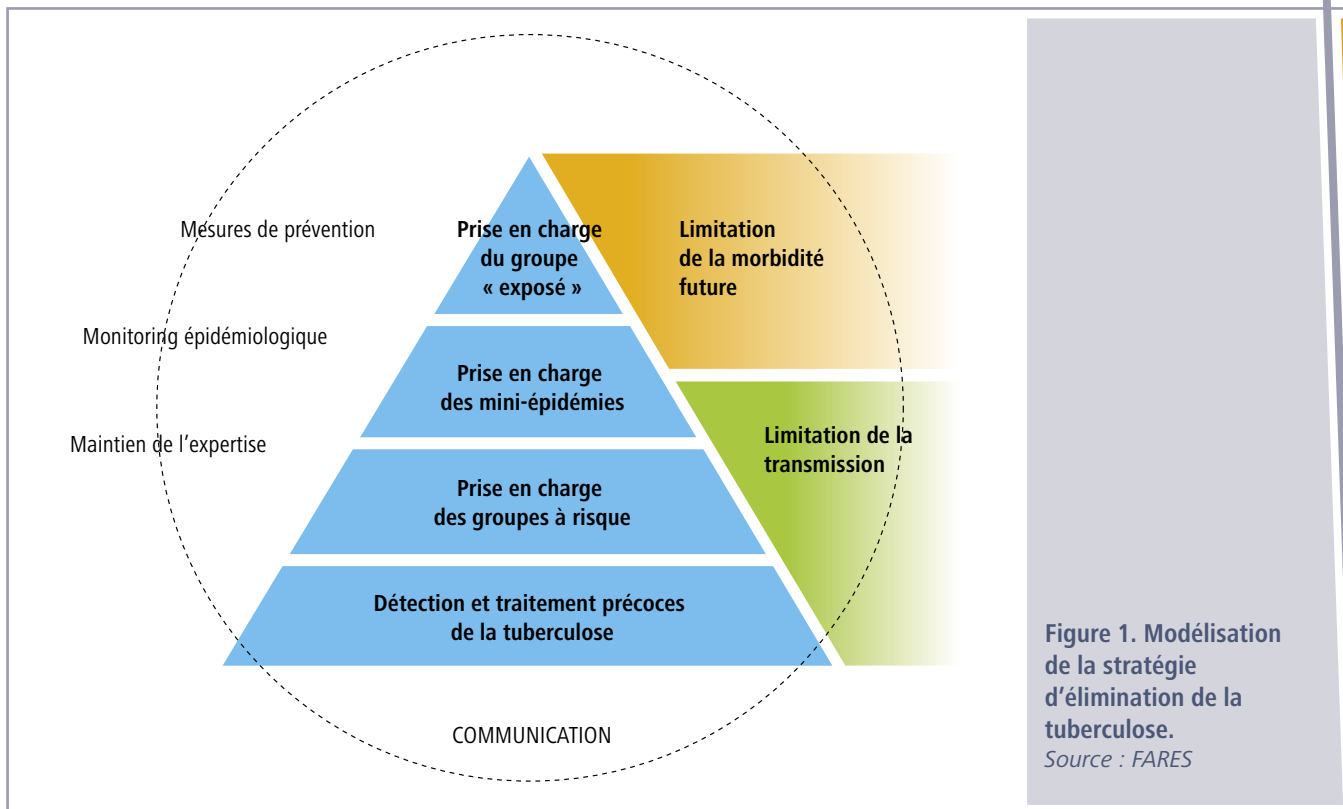 Mesures de prévention
Monitoring épidémiologique
Maintien de l'expertise
Prise en charge
du groupe
« exposé »
Prise en charge
des mini-épidémies
Prise en charge
des groupes à risque
Détection et traitement précoces
de la tuberculose
Limitation
de la morbidité
future
Limitation de la
transmission
COMMUNICATION
Figure 1. Modélisation
de la stratégie
d'élimination de la
tuberculose.
Source : FARES